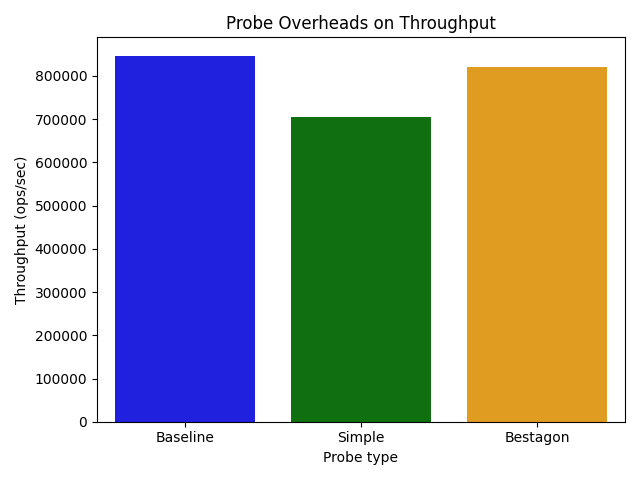 Probe Overheads on Throughput
Throughput (ops/sec)
800000
700000
600000
500000
400000
300000
200000
100000
0
Baseline
Simple
Bestagon
Probe type